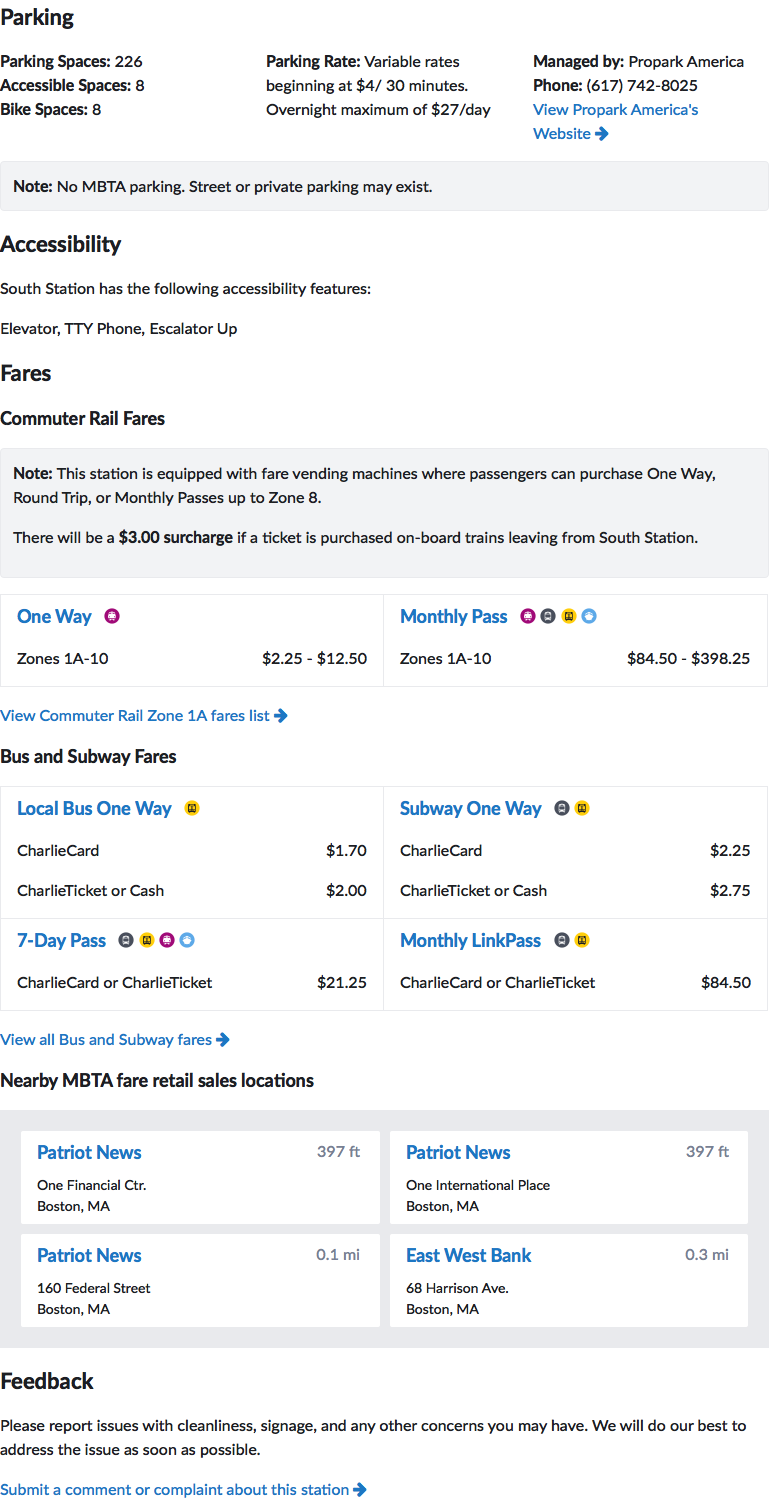 Parking
Parking Spaces: 226
Accessible Spaces: 8
Bike Spaces: 8
Parking Rate: Variable rates
beginning at $4/ 30 minutes.
Overnight maximum of $27/day
Managed by: Propark America
Phone: (617) 742-8025
View Propark America's
Website
Note: No MBTA parking. Street or private parking may exist.
Accessibility
South Station has the following accessibility features:
Elevator, TTY Phone, Escalator Up
Fares
Commuter Rail Fares
Note: This station is equipped with fare vending machines where passengers can purchase One Way,
Round Trip, or Monthly Passes up to Zone 8.
There will be a $3.00 surcharge if a ticket is purchased on-board trains leaving from South Station.
One Way
Zones 1A-10 $2.25 - $12.50
Monthly Pass
Zones 1A-10 $84.50 - $398.25
View Commuter Rail Zone 1A fares list
Bus and Subway Fares
Local Bus One Way
CharlieCard $1.70
CharlieTicket or Cash $2.00
Subway One Way
CharlieCard $2.25
CharlieTicket or Cash $2.75
7-Day Pass
CharlieCard or CharlieTicket $21.25
Monthly LinkPass
CharlieCard or CharlieTicket $84.50
View all Bus and Subway fares
Nearby MBTA fare retail sales locations
Patriot News 397 ft
One Financial Ctr.
Boston, MA
Patriot News 397 ft
One International Place
Boston, MA
Patriot News 0.1 mi
160 Federal Street
Boston, MA
East West Bank 0.3 mi
68 Harrison Ave.
Boston, MA
Feedback
Please report issues with cleanliness, signage, and any other concerns you may have. We will do our best to
address the issue as soon as possible.
Submit a comment or complaint about this station